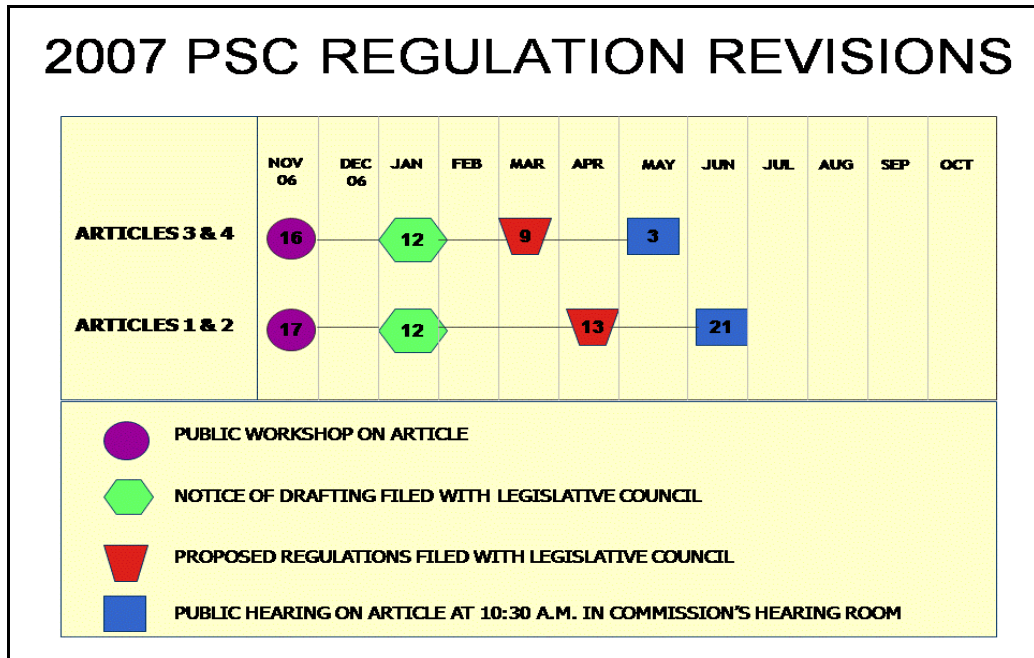 2007 PSC REGULATION REVISIONS
NOV 06 DEC 06 JAN FEB MAR APR MAY JUN JUL AUG SEP OCT
ARTICLES 3 & 4 16 12 9 3
ARTICLES 1 & 2 17 12 13 21
PUBLIC WORKSHOP ON ARTICLE
NOTICE OF DRAFTING FILED WITH LEGISLATIVE COUNCIL
PROPOSED REGULATIONS FILED WITH LEGISLATIVE COUNCIL
PUBLIC HEARING ON ARTICLE AT 10:30 A.M. IN COMMISSION'S HEARING ROOM